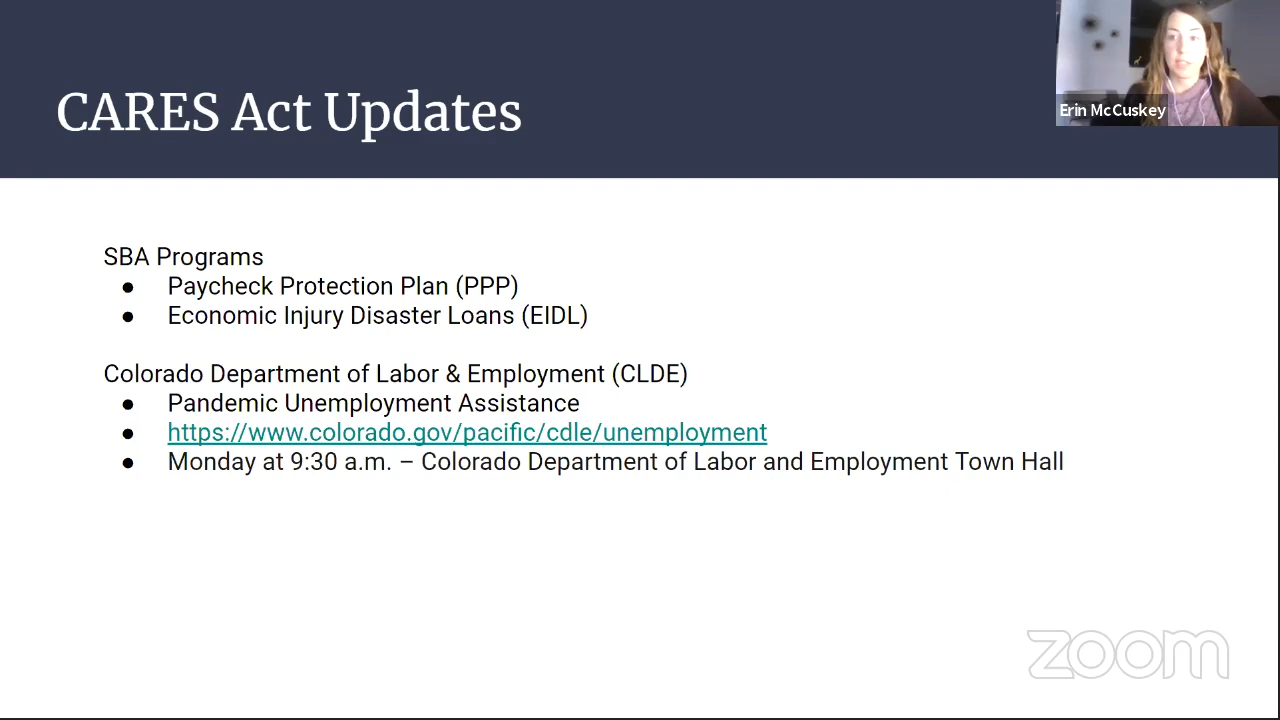 CARES Act Updates
Erin McCuskey
SBA Programs
● Paycheck Protection Plan (PPP)
● Economic Injury Disaster Loans (EIDL)
Colorado Department of Labor & Employment (CLDE)
● Pandemic Unemployment Assistance
● https://www.colorado.gov/pacific/cdle/unemployment
● Monday at 9:30 a.m. – Colorado Department of Labor and Employment Town Hall
zoom